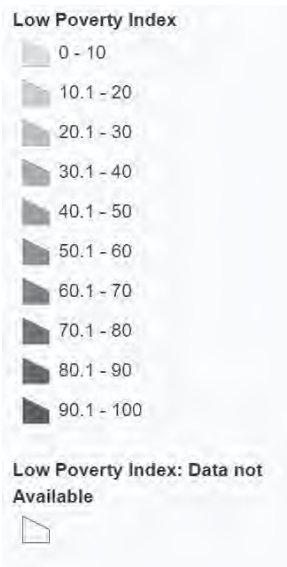 Low Poverty Index
0 - 10
10.1 - 20
20.1 - 30
30.1 - 40
40.1 - 50
50.1 - 60
60.1 - 70
70.1 - 80
80.1 - 90
90.1 - 100
Low Poverty Index: Data not
Available